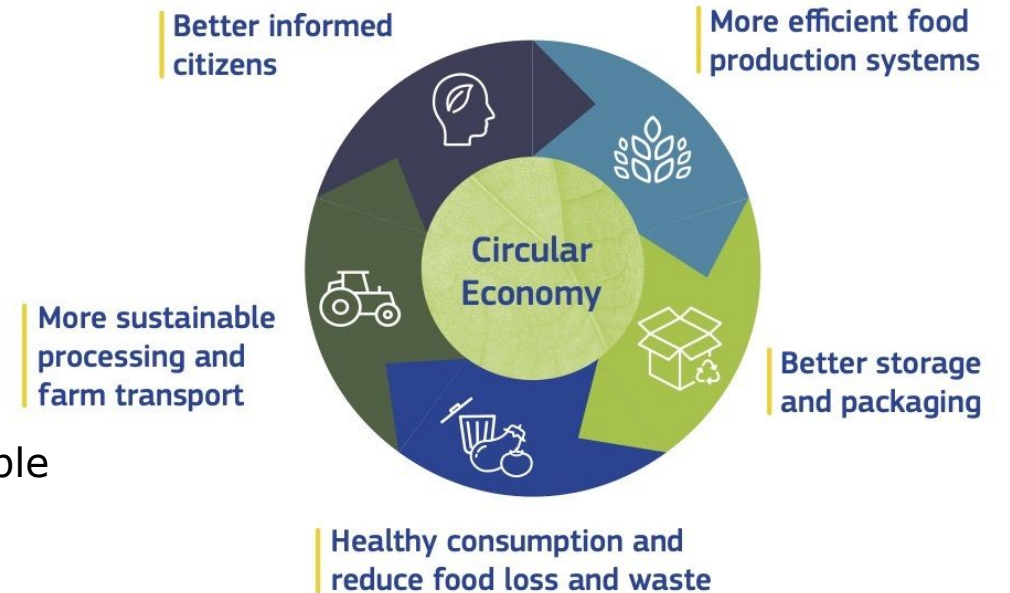 Better informed
citizens
More efficient food
production systems
Circular
Economy
More sustainable
processing and
farm transport
Better storage
and packaging
ple
Healthy consumption and
reduce food loss and waste